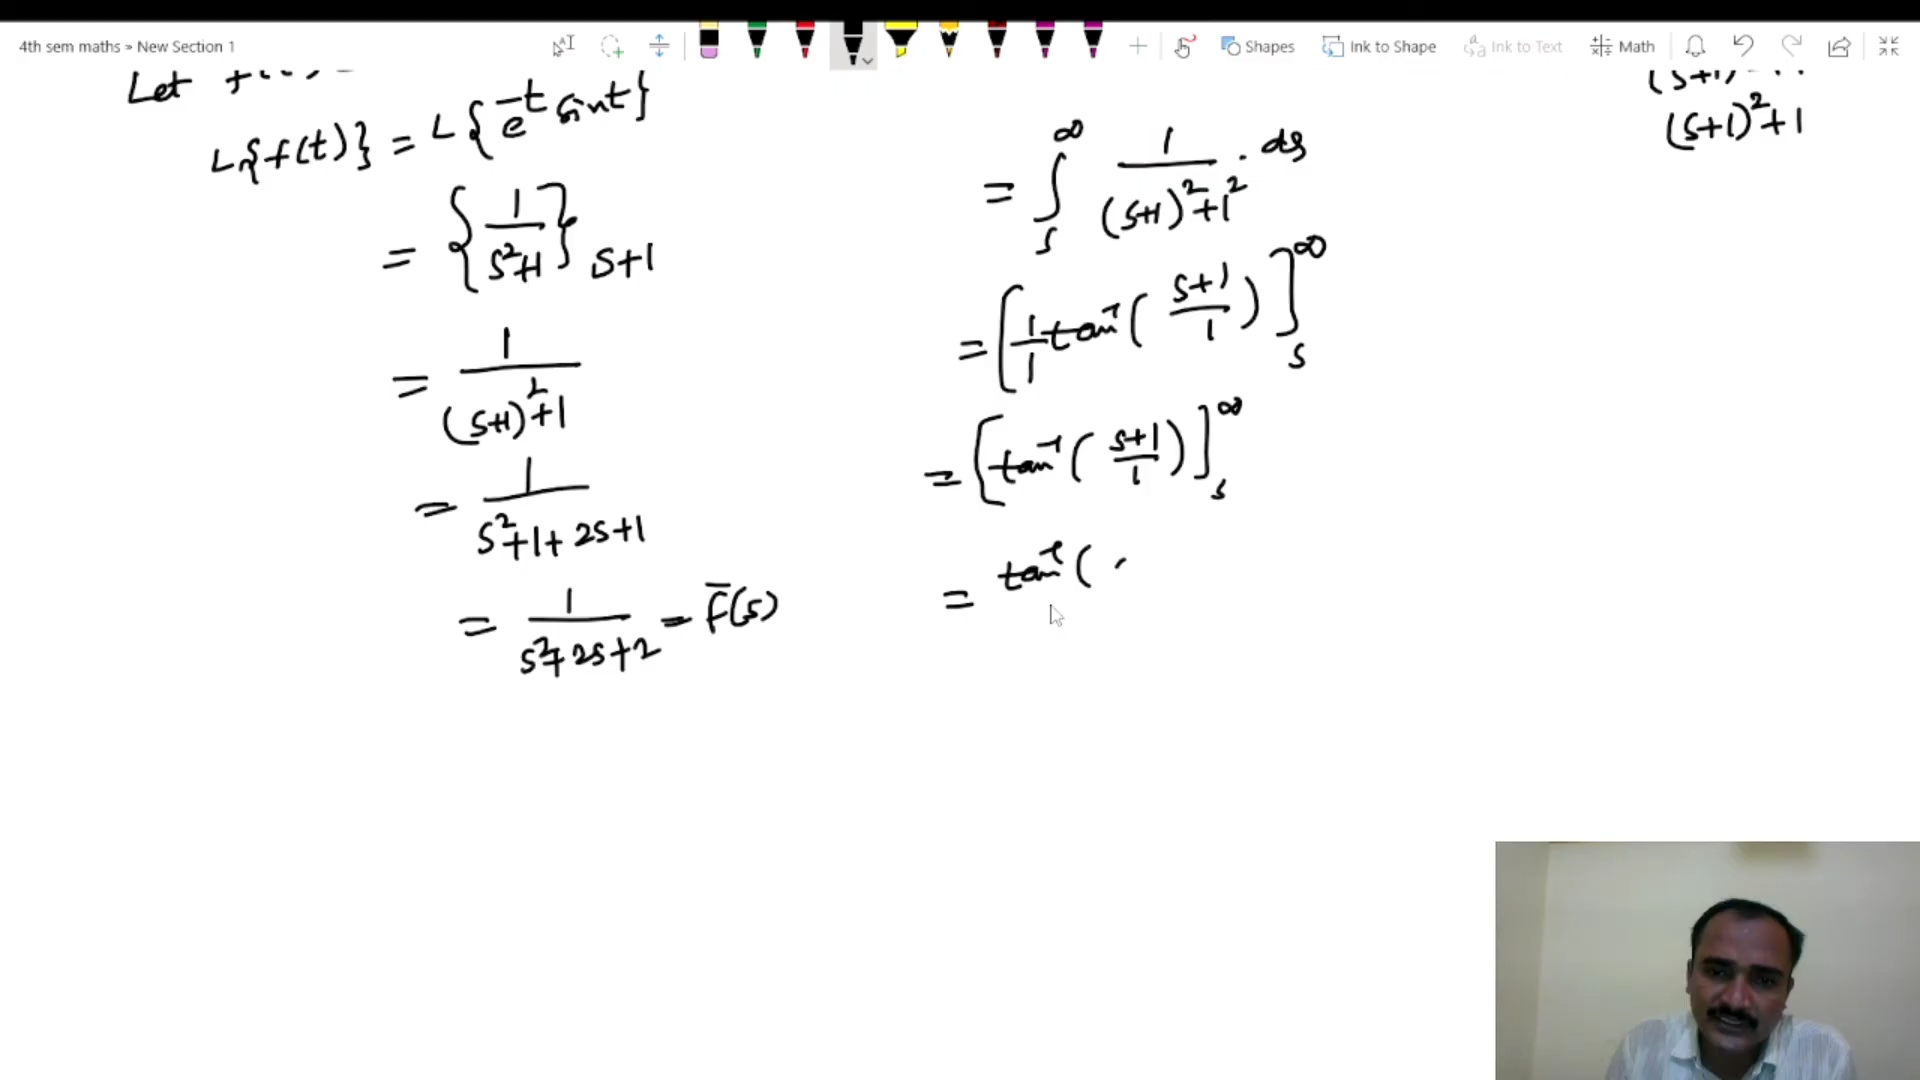 4th sem maths » New Section 1
Shapes
Ink to Shape
Ink to Text
Math
Let
L{f(t)} = L{e^-t sint}
= {1/(s²+1)} s+1
= 1/((s+1)²+1)
= 1/(s²+1+2s+1)
= 1/(s²+2s+2) = f̄(s)
= ∫_s^∞ 1/((s+1)²+1²) . ds
= [1/1 tan⁻¹((s+1)/1)]_s^∞
= [tan⁻¹((s+1)/1)]_s^∞
= tan⁻¹(
(s+1)²+1